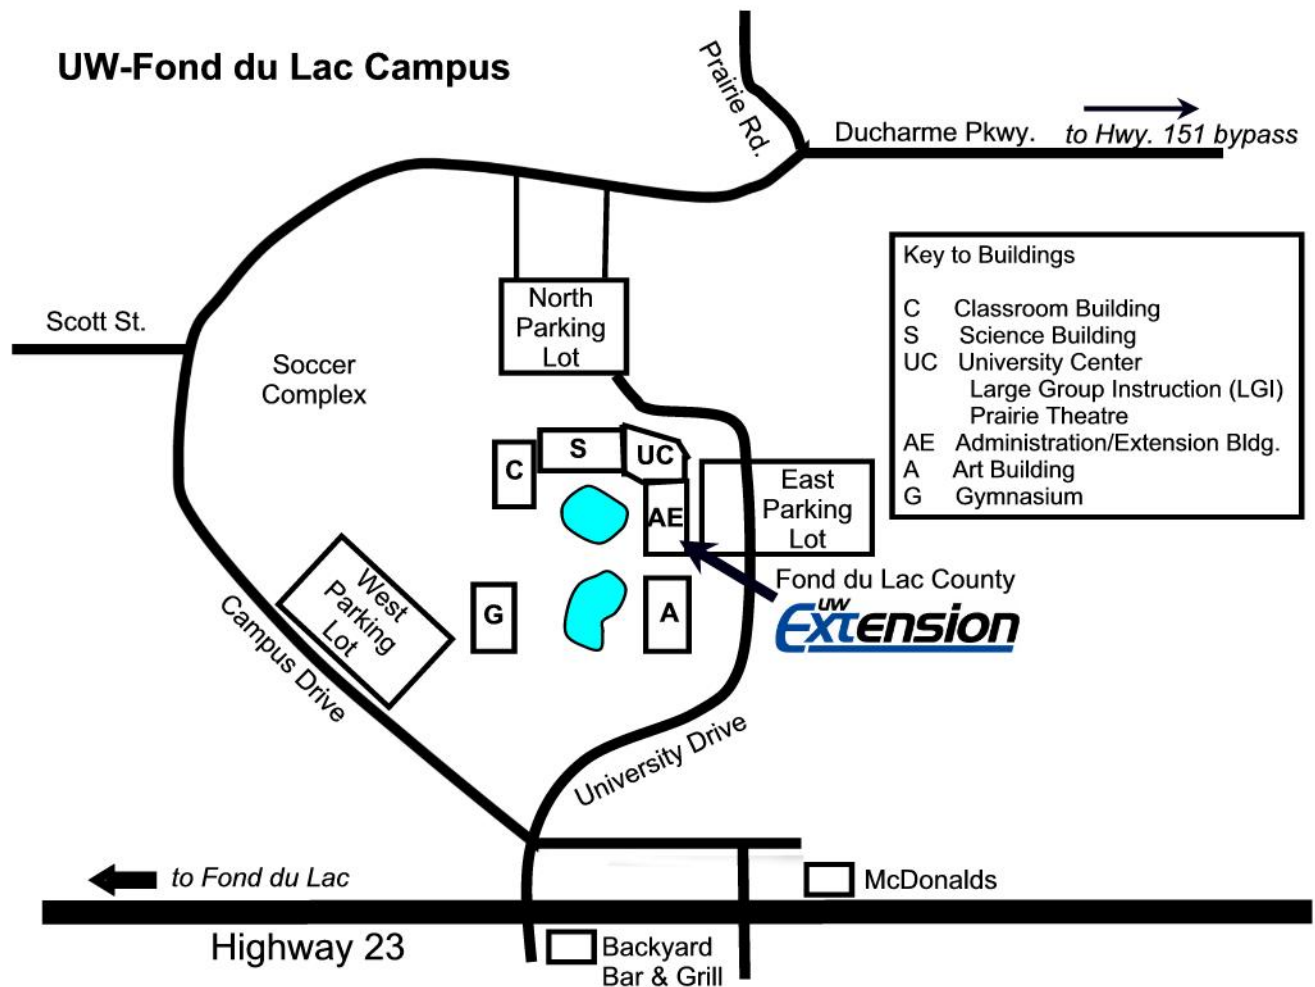 UW-Fond du Lac Campus
Prairie Rd.
Ducharme Pkwy.
to Hwy. 151 bypass
Key to Buildings
C Classroom Building
S Science Building
UC University Center
Large Group Instruction (LGI)
Prairie Theatre
AE Administration/Extension Bldg.
A Art Building
G Gymnasium
Scott St.
North
Parking
Lot
Soccer
Complex
C
S
UC
AE
East
Parking
Lot
West
Parking
Lot
G
A
Fond du Lac County
UW
Extension
Campus Drive
University Drive
to Fond du Lac
McDonalds
Highway 23
Backyard
Bar & Grill